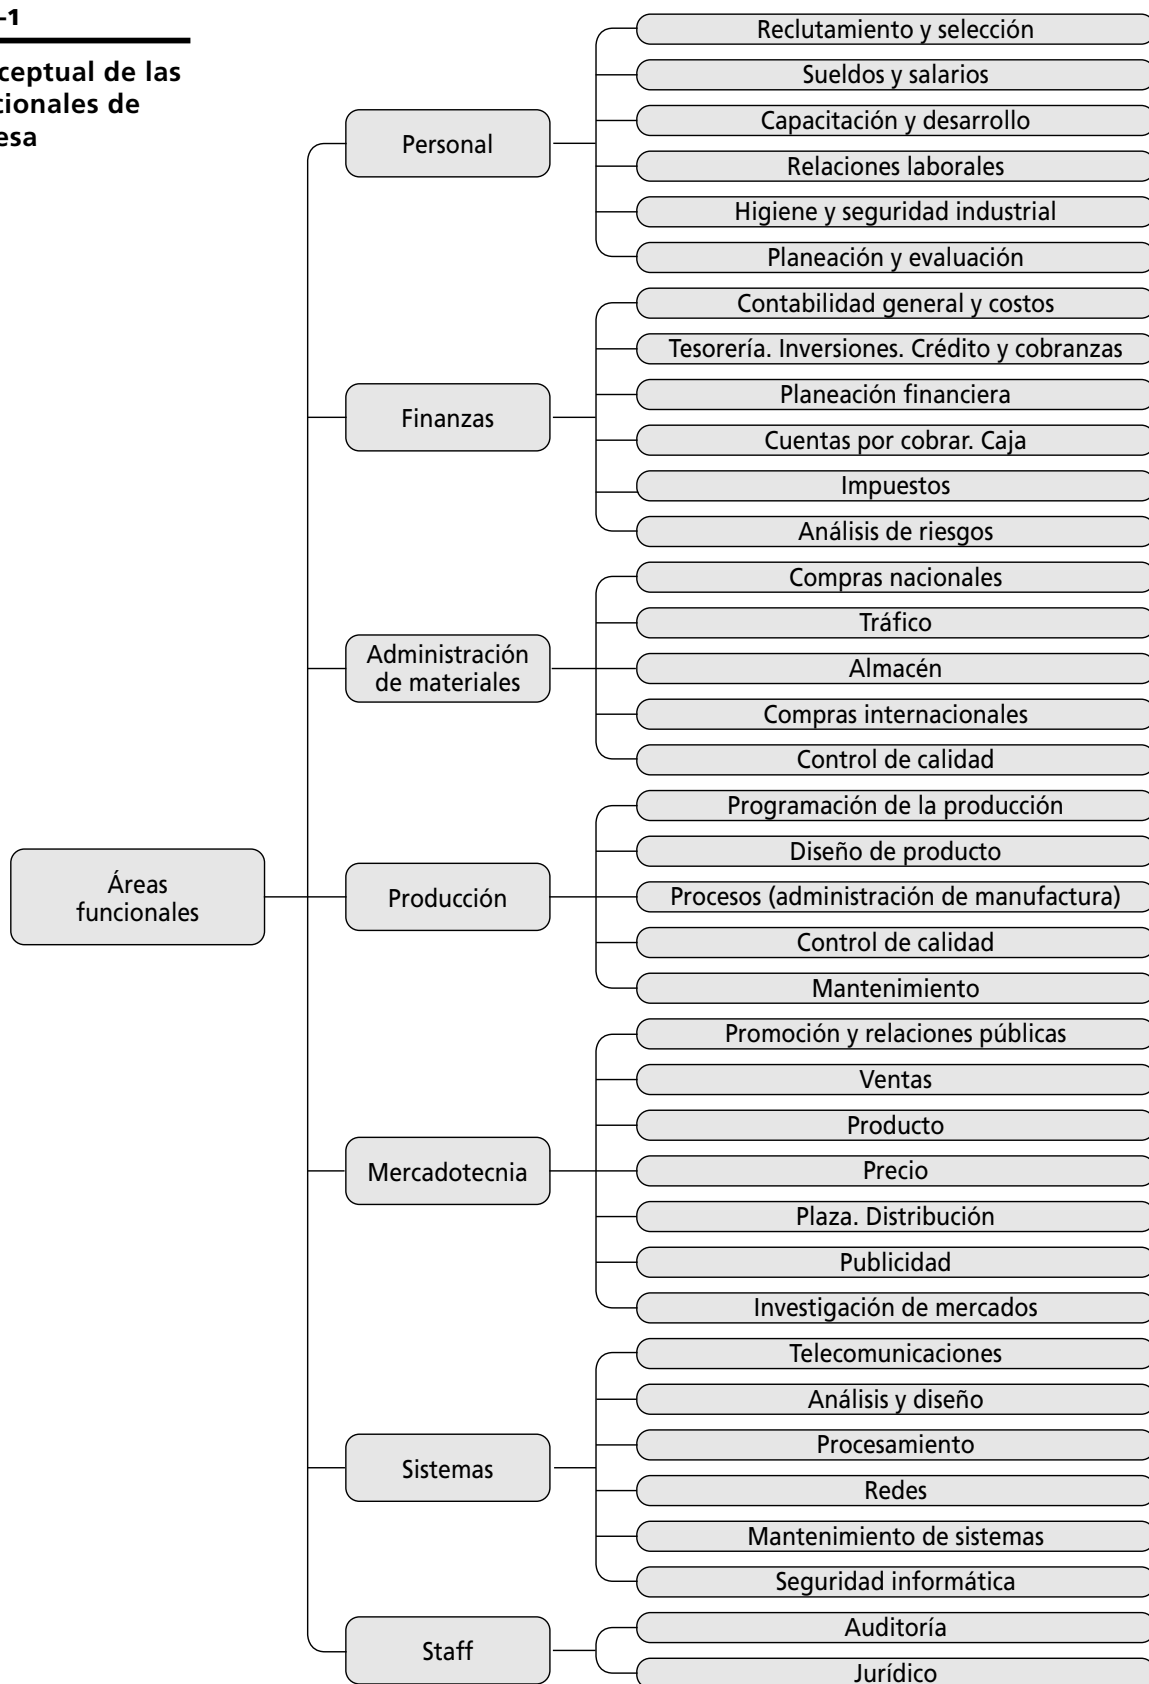 -1
ceptual de las
cionales de
esa
Áreas
funcionales
Personal
Reclutamiento y selección
Sueldos y salarios
Capacitación y desarrollo
Relaciones laborales
Higiene y seguridad industrial
Planeación y evaluación
Finanzas
Contabilidad general y costos
Tesorería. Inversiones. Crédito y cobranzas
Planeación financiera
Cuentas por cobrar. Caja
Impuestos
Análisis de riesgos
Administración
de materiales
Compras nacionales
Tráfico
Almacén
Compras internacionales
Control de calidad
Producción
Programación de la producción
Diseño de producto
Procesos (administración de manufactura)
Control de calidad
Mantenimiento
Mercadotecnia
Promoción y relaciones públicas
Ventas
Producto
Precio
Plaza. Distribución
Publicidad
Investigación de mercados
Sistemas
Telecomunicaciones
Análisis y diseño
Procesamiento
Redes
Mantenimiento de sistemas
Seguridad informática
Staff
Auditoría
Jurídico